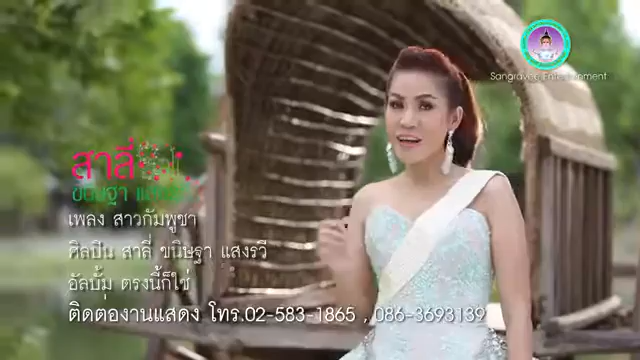 Sangravee Entertainment
สาลี่
ขนิษฐา แสงรวี
เพลง สาวกัมพูชา
ศิลปิน สาลี่ ขนิษฐา แสงรวี
อัลบั้ม ตรงนี้ก็ใช่
ติดต่องานแสดง โทร.02-583-1865 , 086-3693139